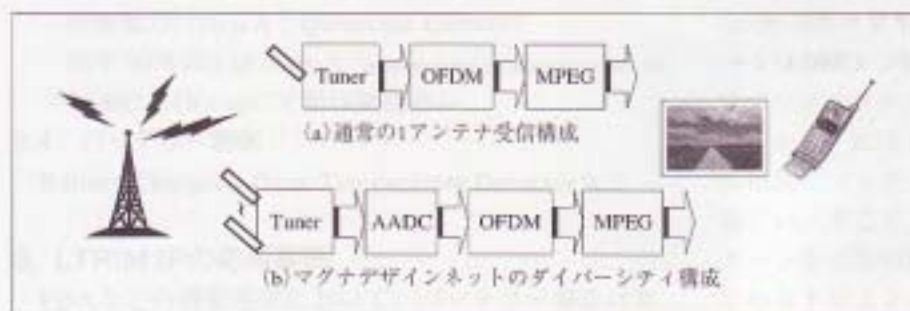 Tuner OFDM MPEG
(a)通常の1アンテナ受信構成
Tuner AADC OFDM MPEG
(b)マグナデザインネットのダイバーシティ構成